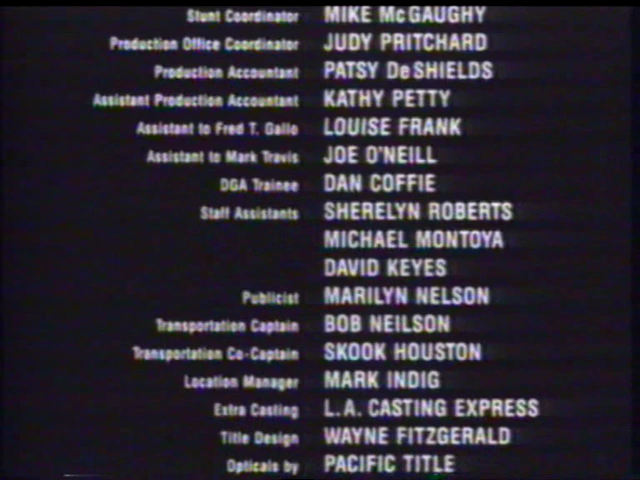 Stunt Coordinator MIKE McGAUGHY
Production Office Coordinator JUDY PRITCHARD
Production Accountant PATSY DeSHIELDS
Assistant Production Accountant KATHY PETTY
Assistant to Fred T. Gallo LOUISE FRANK
Assistant to Mark Travis JOE O'NEILL
DGA Trainee DAN COFFIE
Staff Assistants SHERELYN ROBERTS
MICHAEL MONTOYA
DAVID KEYES
Publicist MARILYN NELSON
Transportation Captain BOB NEILSON
Transportation Co-Captain SKOOK HOUSTON
Location Manager MARK INDIG
Extra Casting L.A. CASTING EXPRESS
Title Design WAYNE FITZGERALD
Opticals by PACIFIC TITLE